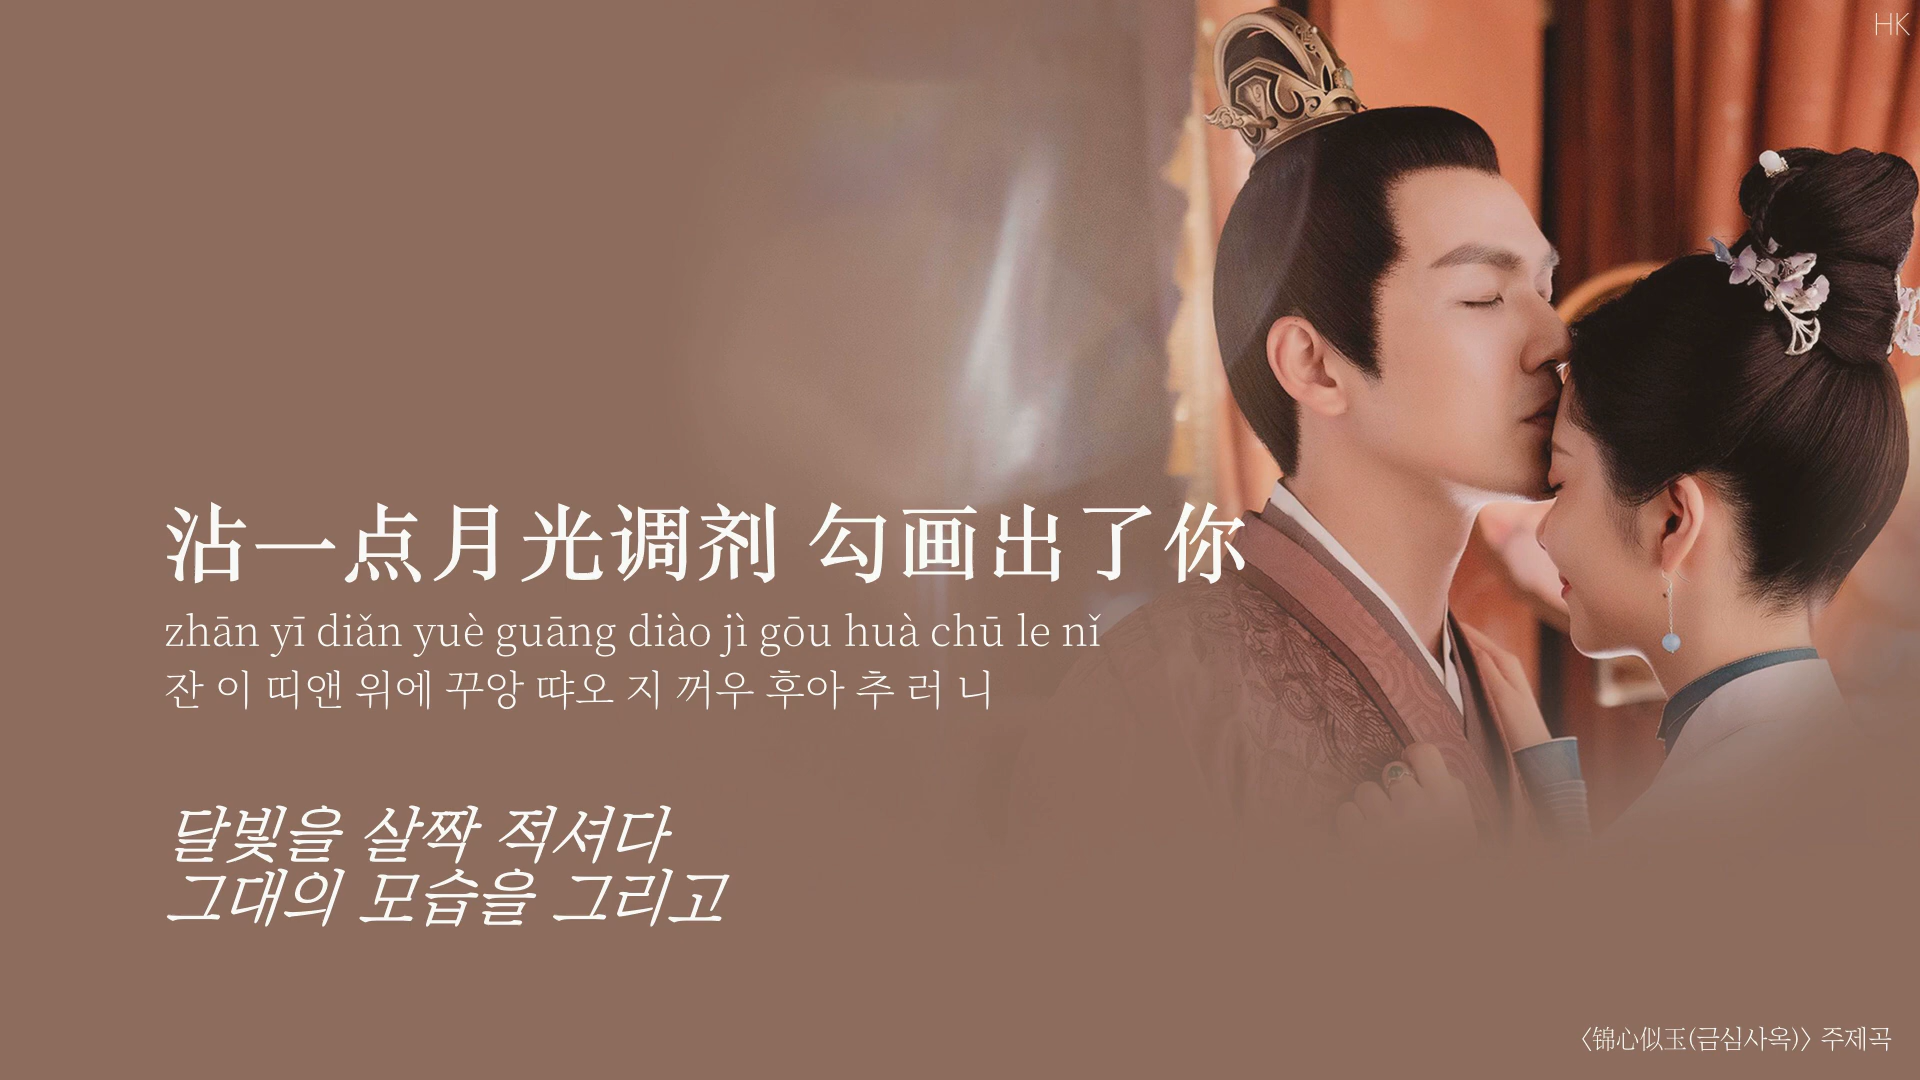 HK
沾一点月光调剂 勾画出了你
zhān yī diǎn yuè guāng diào jì gōu huà chū le nǐ
잔 이 띠앤 위에 꾸앙 땨오 지 꺼우 후아 추 러 니
달빛을 살짝 적셔다
그대의 모습을 그리고
〈锦心似玉(금심사옥)〉 주제곡